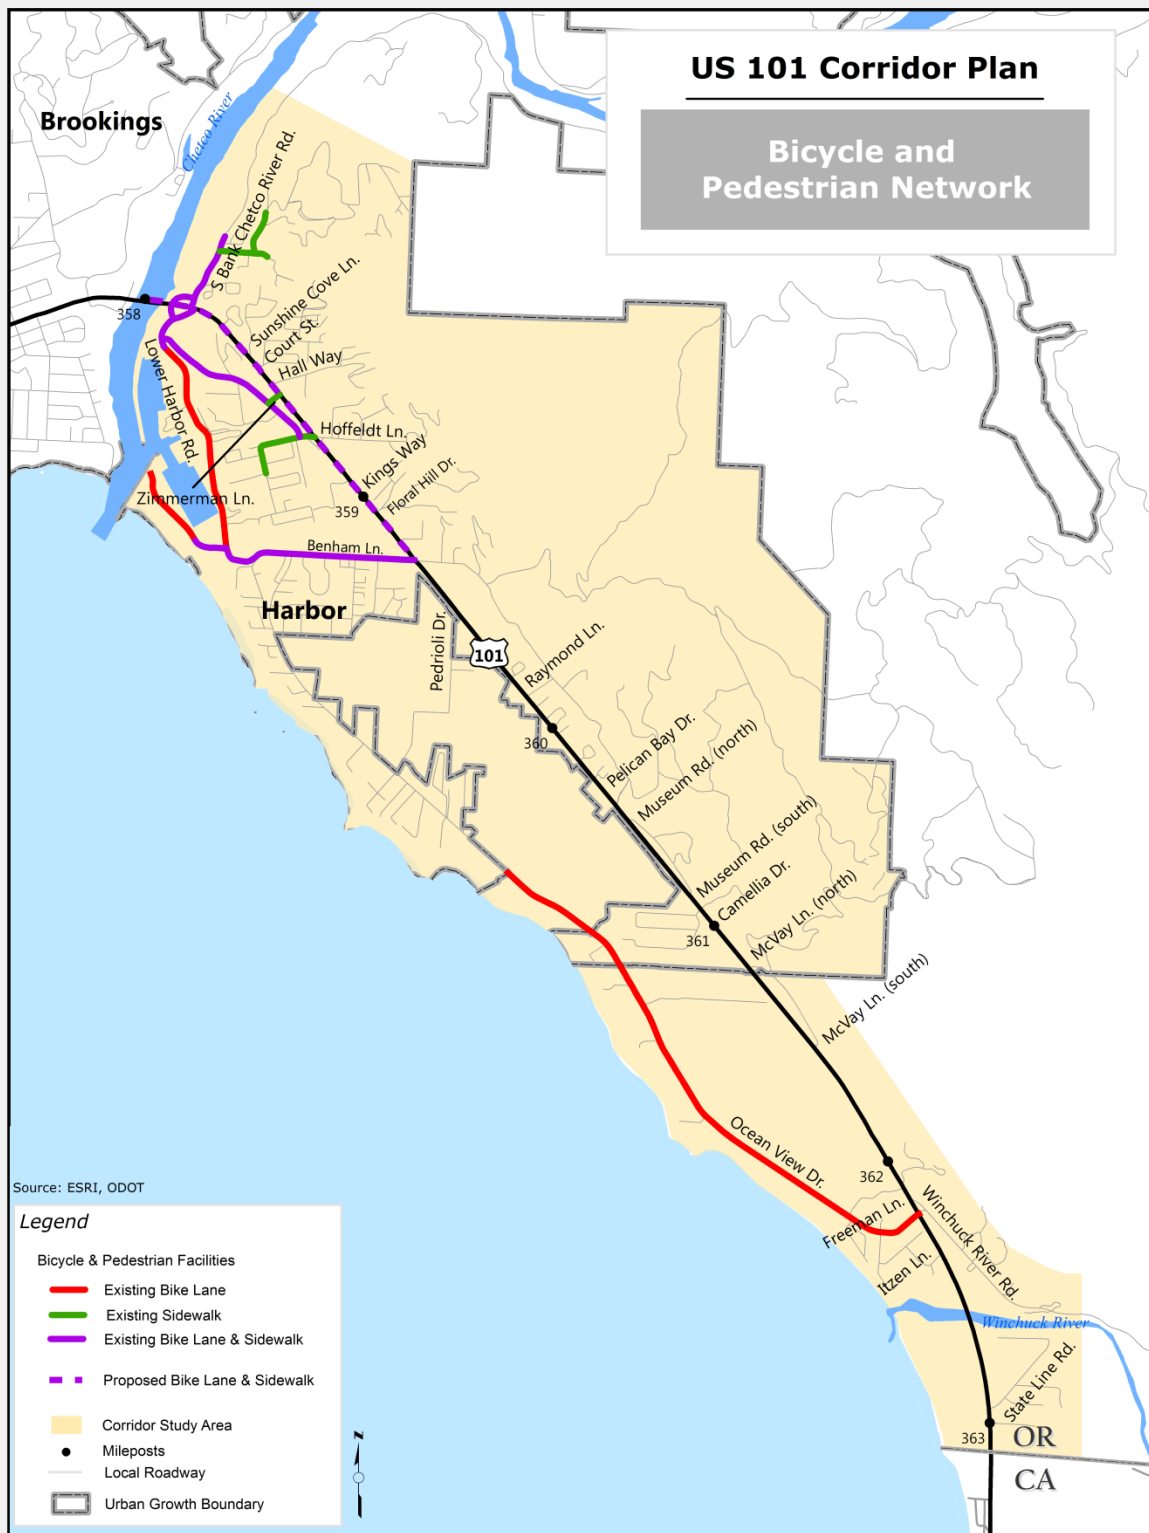 US 101 Corridor Plan
Bicycle and
Pedestrian Network
Brookings
Chetco River
S Bank Chetco River Rd.
358
Sunshine Cove Ln.
Court St.
Hall Way
Lower Harbor Rd.
Hoffeldt Ln.
Kings Way
Floral Hill Dr.
Zimmerman Ln.
359
Benham Ln.
Harbor
Pedrioli Dr.
101
Raymond Ln.
360
Pelican Bay Dr.
Museum Rd. (north)
Museum Rd. (south)
Camellia Dr.
361
McVay Ln. (north)
McVay Ln. (south)
Ocean View Dr.
362
Freeman Ln.
Winchuck River Rd.
Itzen Ln.
Winchuck River
State Line Rd.
363
OR
CA
Source: ESRI, ODOT
Legend
Bicycle & Pedestrian Facilities
Existing Bike Lane
Existing Sidewalk
Existing Bike Lane & Sidewalk
Proposed Bike Lane & Sidewalk
Corridor Study Area
Mileposts
Local Roadway
Urban Growth Boundary
z